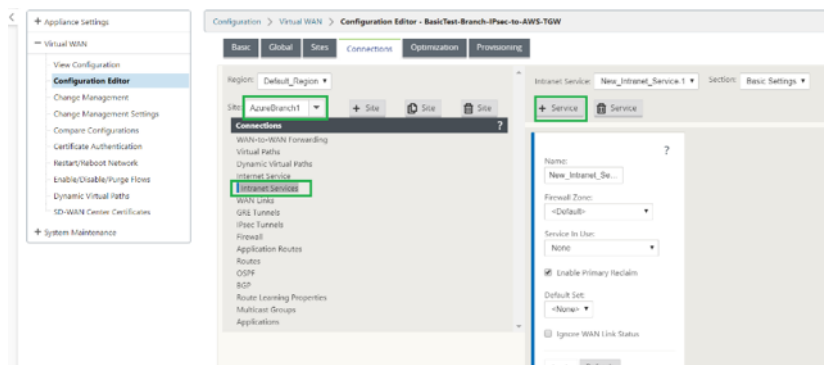 + Appliance Settings
− Virtual WAN
View Configuration
Configuration Editor
Change Management
Change Management Settings
Compare Configurations
Certificate Authentication
Restart/Reboot Network
Enable/Disable/Purge Flows
Dynamic Virtual Paths
SD-WAN Center Certificates
+ System Maintenance
Configuration > Virtual WAN > Configuration Editor - BasicTest-Branch-IPsec-to-AWS-TGW
Basic Global Sites Connections Optimization Provisioning
Region: Default_Region
Site: AzureBranch1 + Site Site Site
Connections ?
WAN-to-WAN Forwarding
Virtual Paths
Dynamic Virtual Paths
Internet Service
Intranet Services
WAN Links
GRE Tunnels
IPsec Tunnels
Firewall
Application Routes
Routes
OSPF
BGP
Route Learning Properties
Multicast Groups
Applications
Intranet Service: New_Intranet_Service-1 Section: Basic Settings
+ Service Service
?
Name:
New_Intranet_Se...
Firewall Zone:
<Default>
Service In Use:
None
Enable Primary Reclaim
Default Set:
<None>
Ignore WAN Link Status